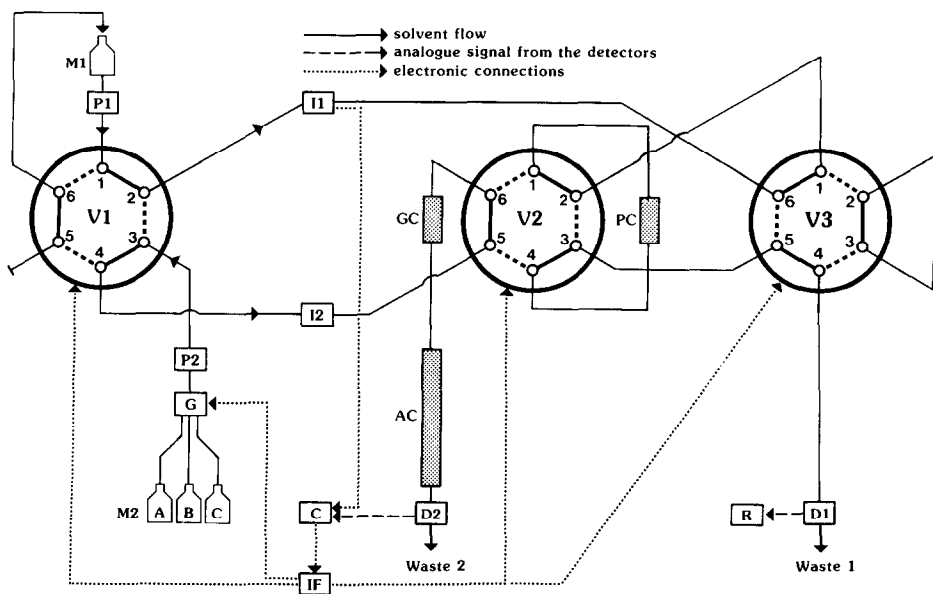 solvent flow
analogue signal from the detectors
electronic connections
M1
P1
I1
1
2
3
4
5
6
V1
1
2
3
4
5
6
V2
GC
PC
1
2
3
4
5
6
V3
I2
P2
G
AC
M2 A B C
C
D2
R
D1
Waste 2
Waste 1
IF